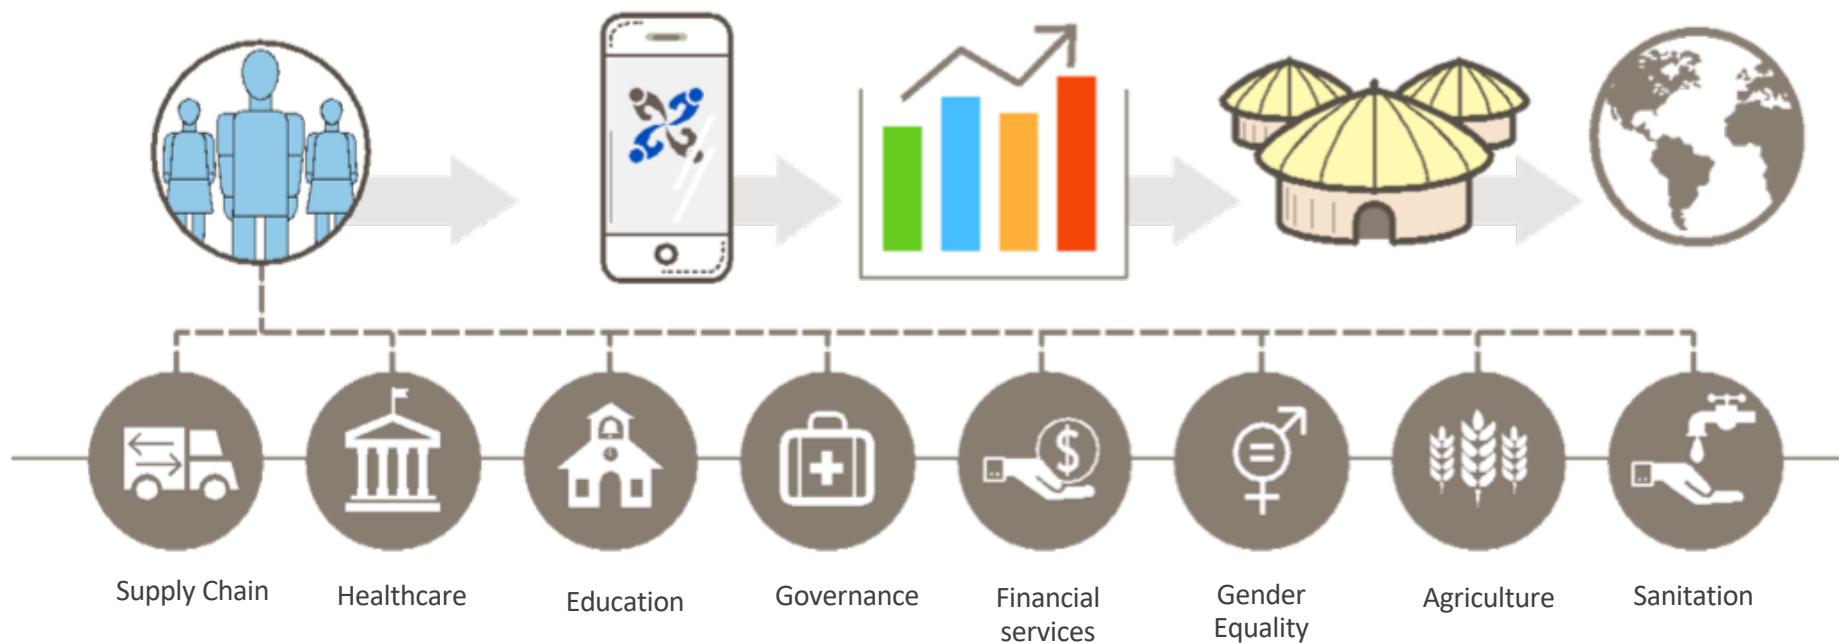 Supply Chain
Healthcare
Education
Governance
Financial
services
Gender
Equality
Agriculture
Sanitation